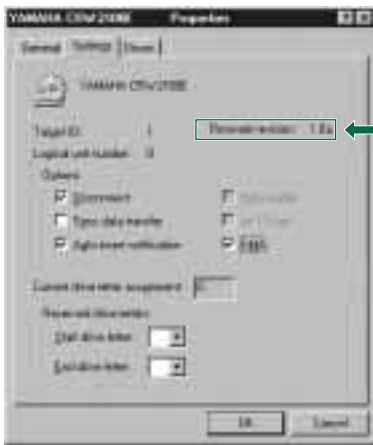 YAMAHA CRW2100E Properties
General Settings Driver
YAMAHA CRW2100E
Target ID: 1 Firmware revision: 1.0
Logical unit number: 0
Options
Disconnect
Sync data transfer
Auto insert notification DMA
Current drive letter assignment:
Reserved drive letters
Start drive letter:
End drive letter:
OK Cancel